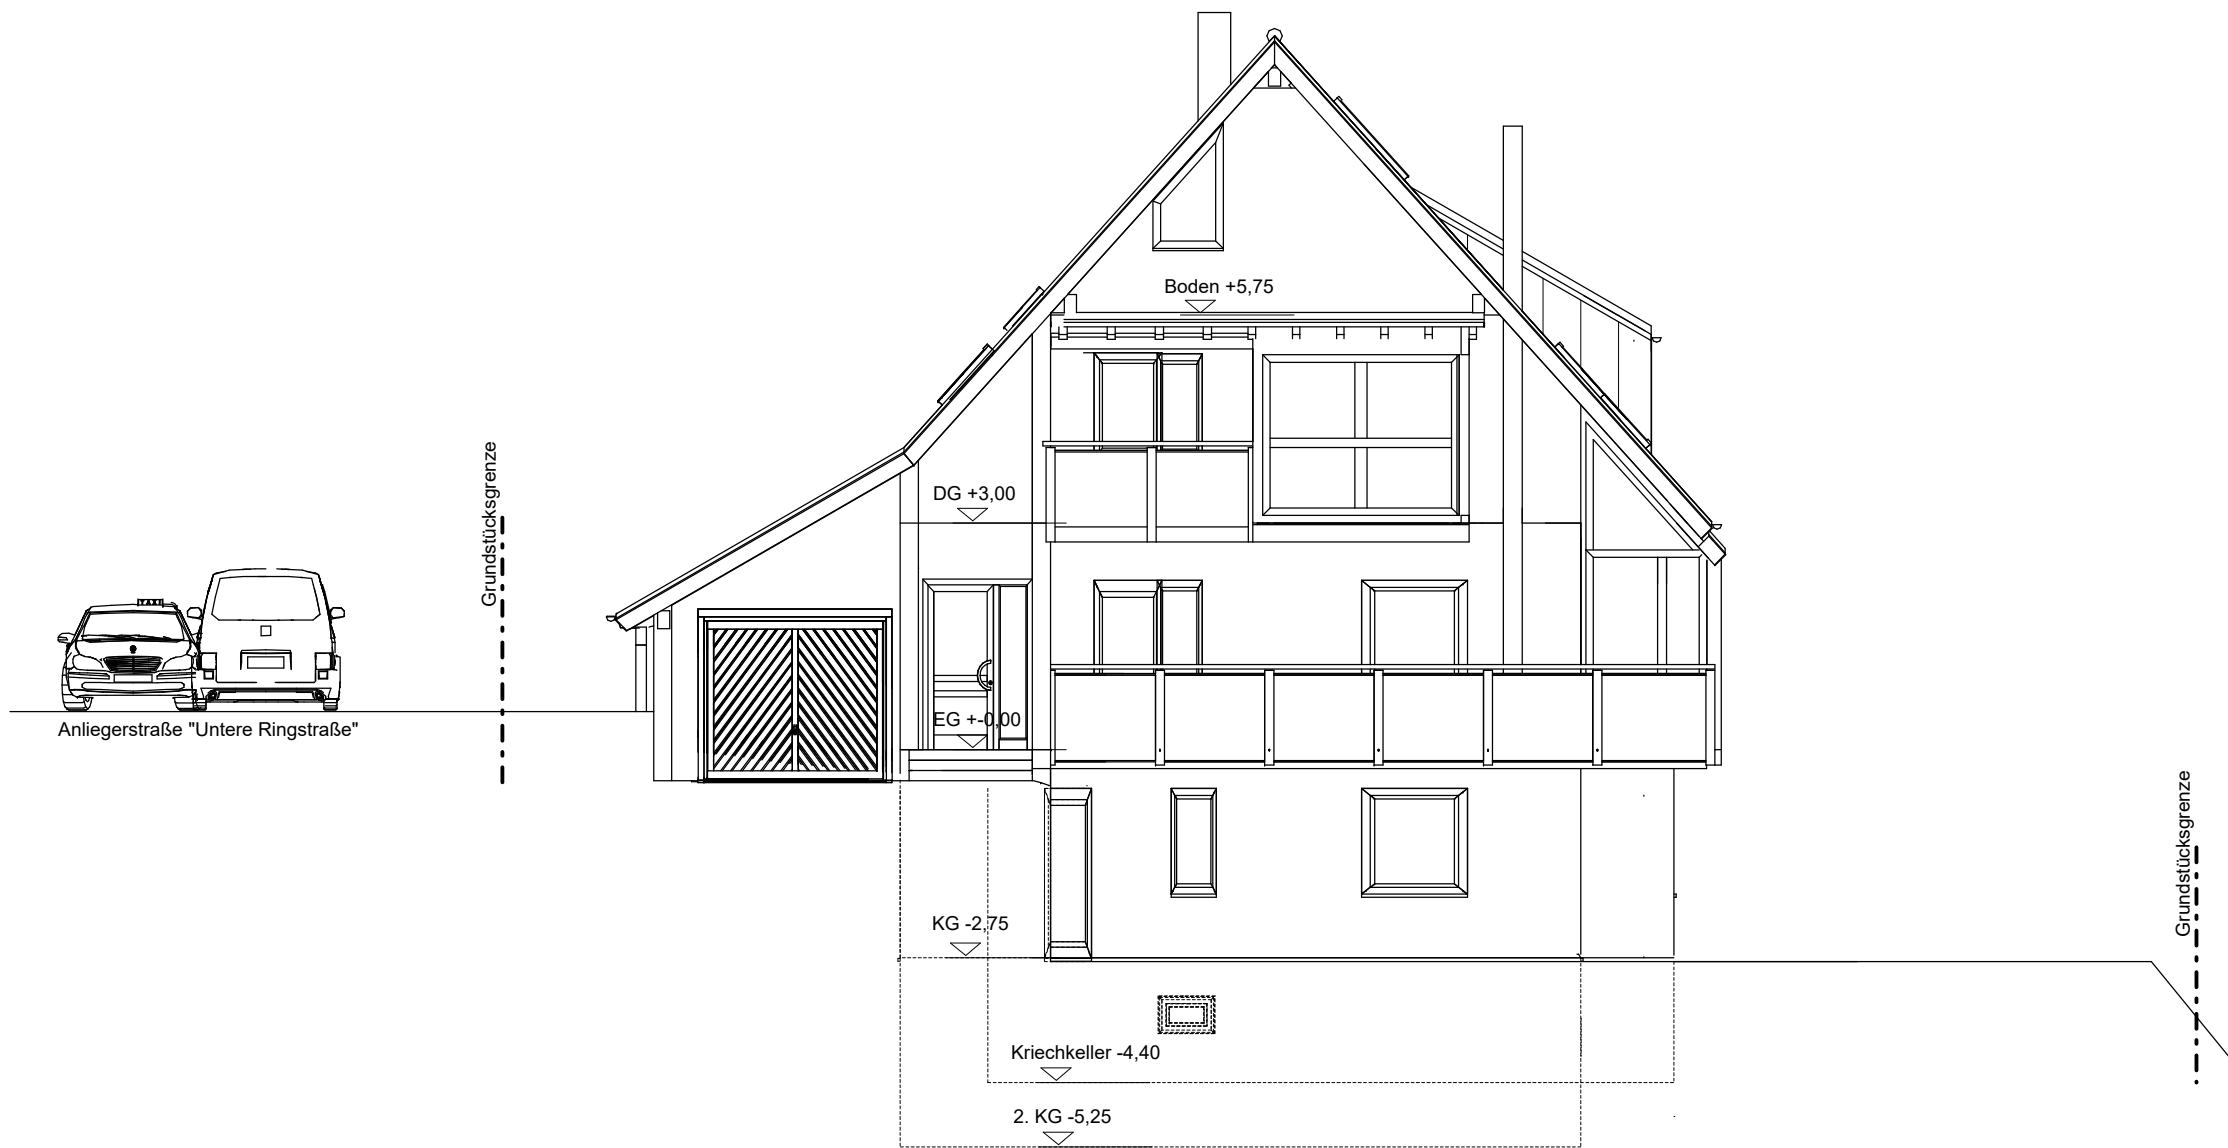 Boden +5,75
Grundstücksgrenze
DG +3,00
TAXI
EG +-0,00
Anliegerstraße "Untere Ringstraße"
Grundstücksgrenze
KG -2,75
Kriechkeller -4,40
2. KG -5,25